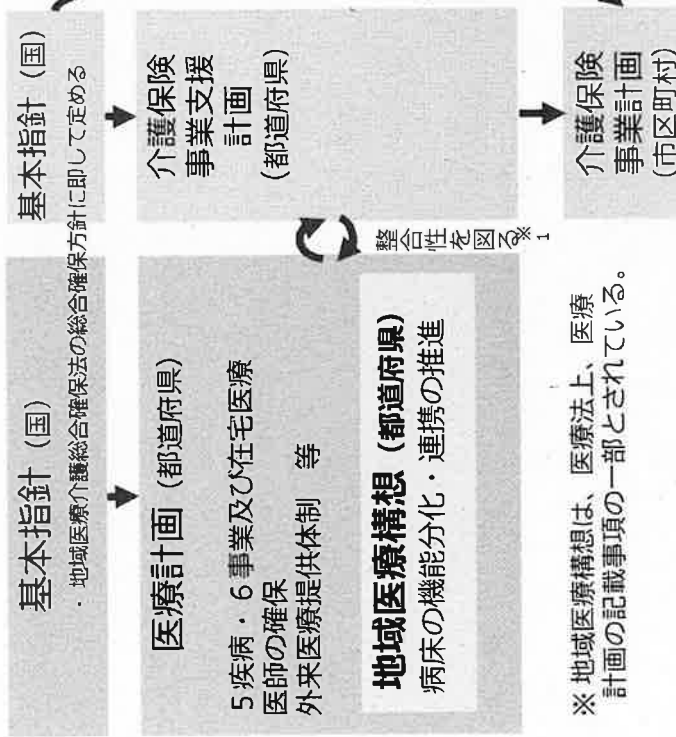 基本指針（国）
・地域医療介護総合確保法の総合確保方針に即して定める
医療計画（都道府県）
5疾病・6事業及び在宅医療
医師の確保
外来医療提供体制　等
地域医療構想（都道府県）
病床の機能分化・連携の推進
※ 地域医療構想は、医療法上、医療
計画の記載事項の一部とされている。
整合性を図る※1
基本指針（国）
介護保険
事業支援
計画
（都道府県）
介護保険
事業計画
（市区町村）